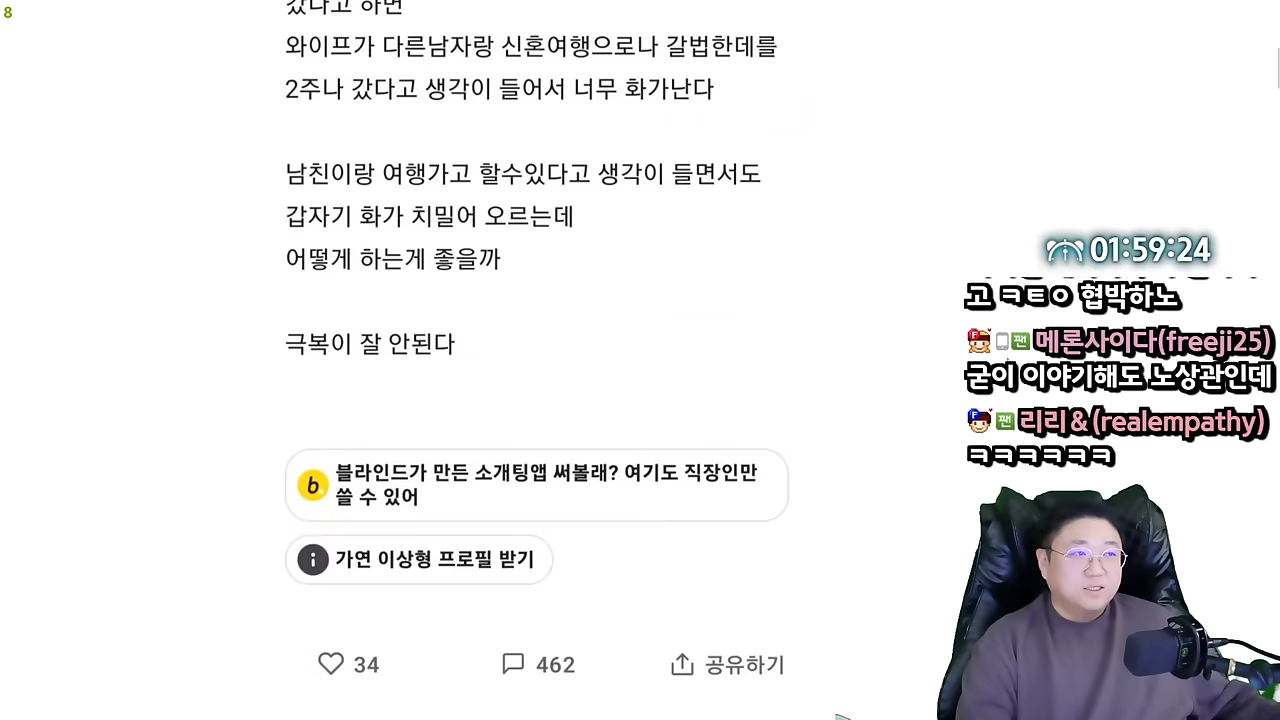 8
갔다고 하면
와이프가 다른남자랑 신혼여행으로나 갈법한데를
2주나 갔다고 생각이 들어서 너무 화가난다
남친이랑 여행가고 할수있다고 생각이 들면서도
갑자기 화가 치밀어 오르는데
어떻게 하는게 좋을까
극복이 잘 안된다
블라인드가 만든 소개팅앱 써볼래? 여기도 직장인만
쓸 수 있어
가연 이상형 프로필 받기
34
462
공유하기
01:59:24
고 ㅋㅌㅇ 협박하노
메론사이다(freeji25)
굳이 이야기해도 노상관인데
리리&(realempathy)
ㅋㅋㅋㅋㅋㅋ